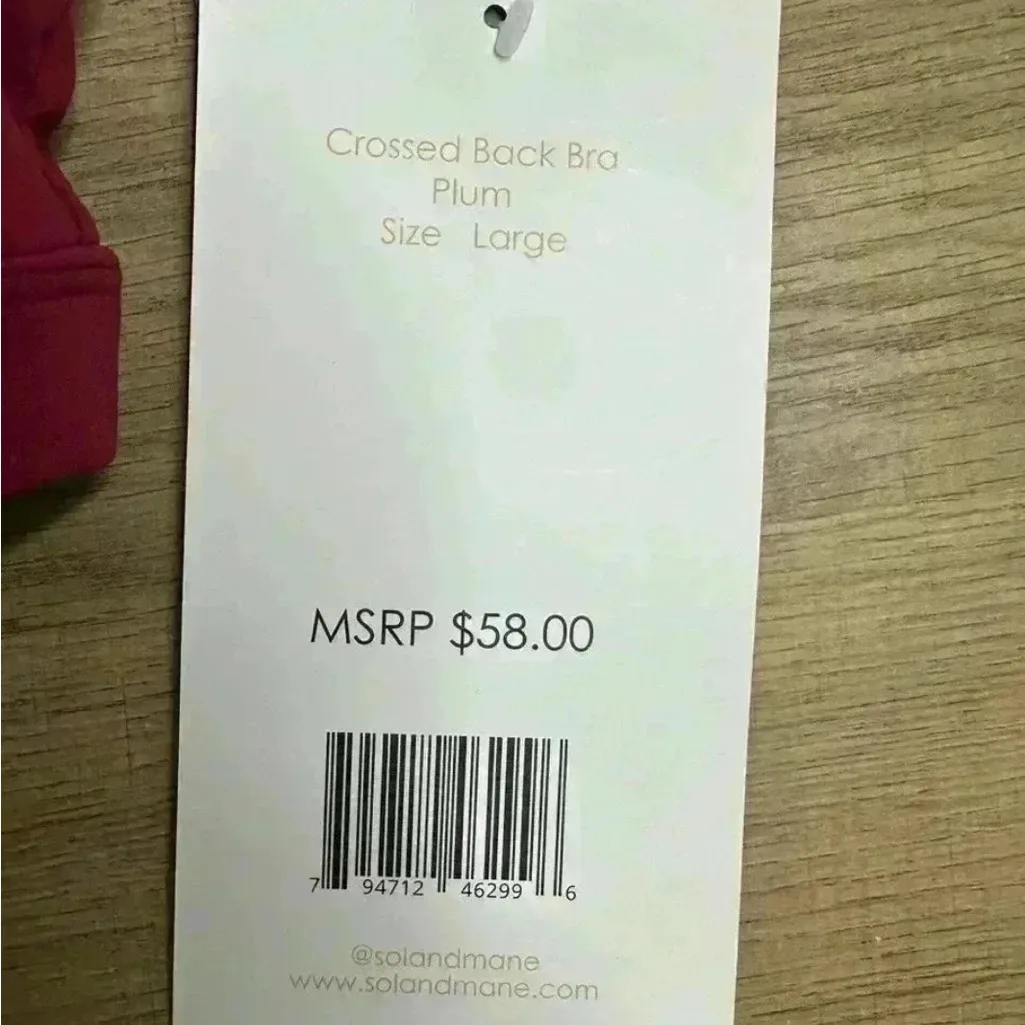 Crossed Back Bra
Plum
Size Large
MSRP $58.00
7 94712 46299 6
@solandmane
www.solandmane.com